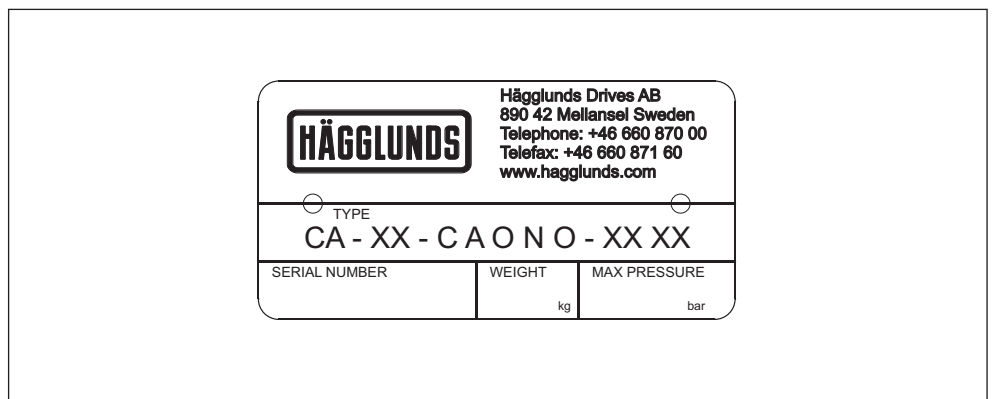 HÄGGLUNDS
Hägglunds Drives AB
890 42 Mellansel Sweden
Telephone: +46 660 870 00
Telefax: +46 660 871 60
www.hagglunds.com
TYPE
CA - XX - C A O N O - XX XX
SERIAL NUMBER
WEIGHT
kg
MAX PRESSURE
bar